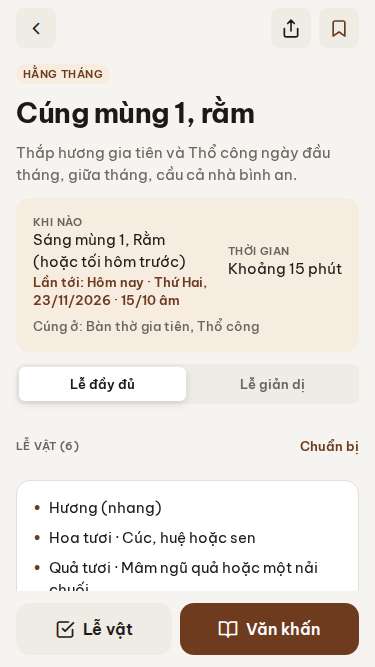 HẰNG THÁNG
Cúng mùng 1, rằm
Thắp hương gia tiên và Thổ công ngày đầu
tháng, giữa tháng, cầu cả nhà bình an.
KHI NÀO
Sáng mùng 1, Rằm
(hoặc tối hôm trước)
Lần tới: Hôm nay · Thứ Hai,
23/11/2026 · 15/10 âm
THỜI GIAN
Khoảng 15 phút
Cúng ở: Bàn thờ gia tiên, Thổ công
Lễ đầy đủ
Lễ giản dị
LỄ VẬT (6)
Chuẩn bị
• Hương (nhang)
• Hoa tươi · Cúc, huệ hoặc sen
• Quả tươi · Mâm ngũ quả hoặc một nải
chuối
Lễ vật
Văn khấn